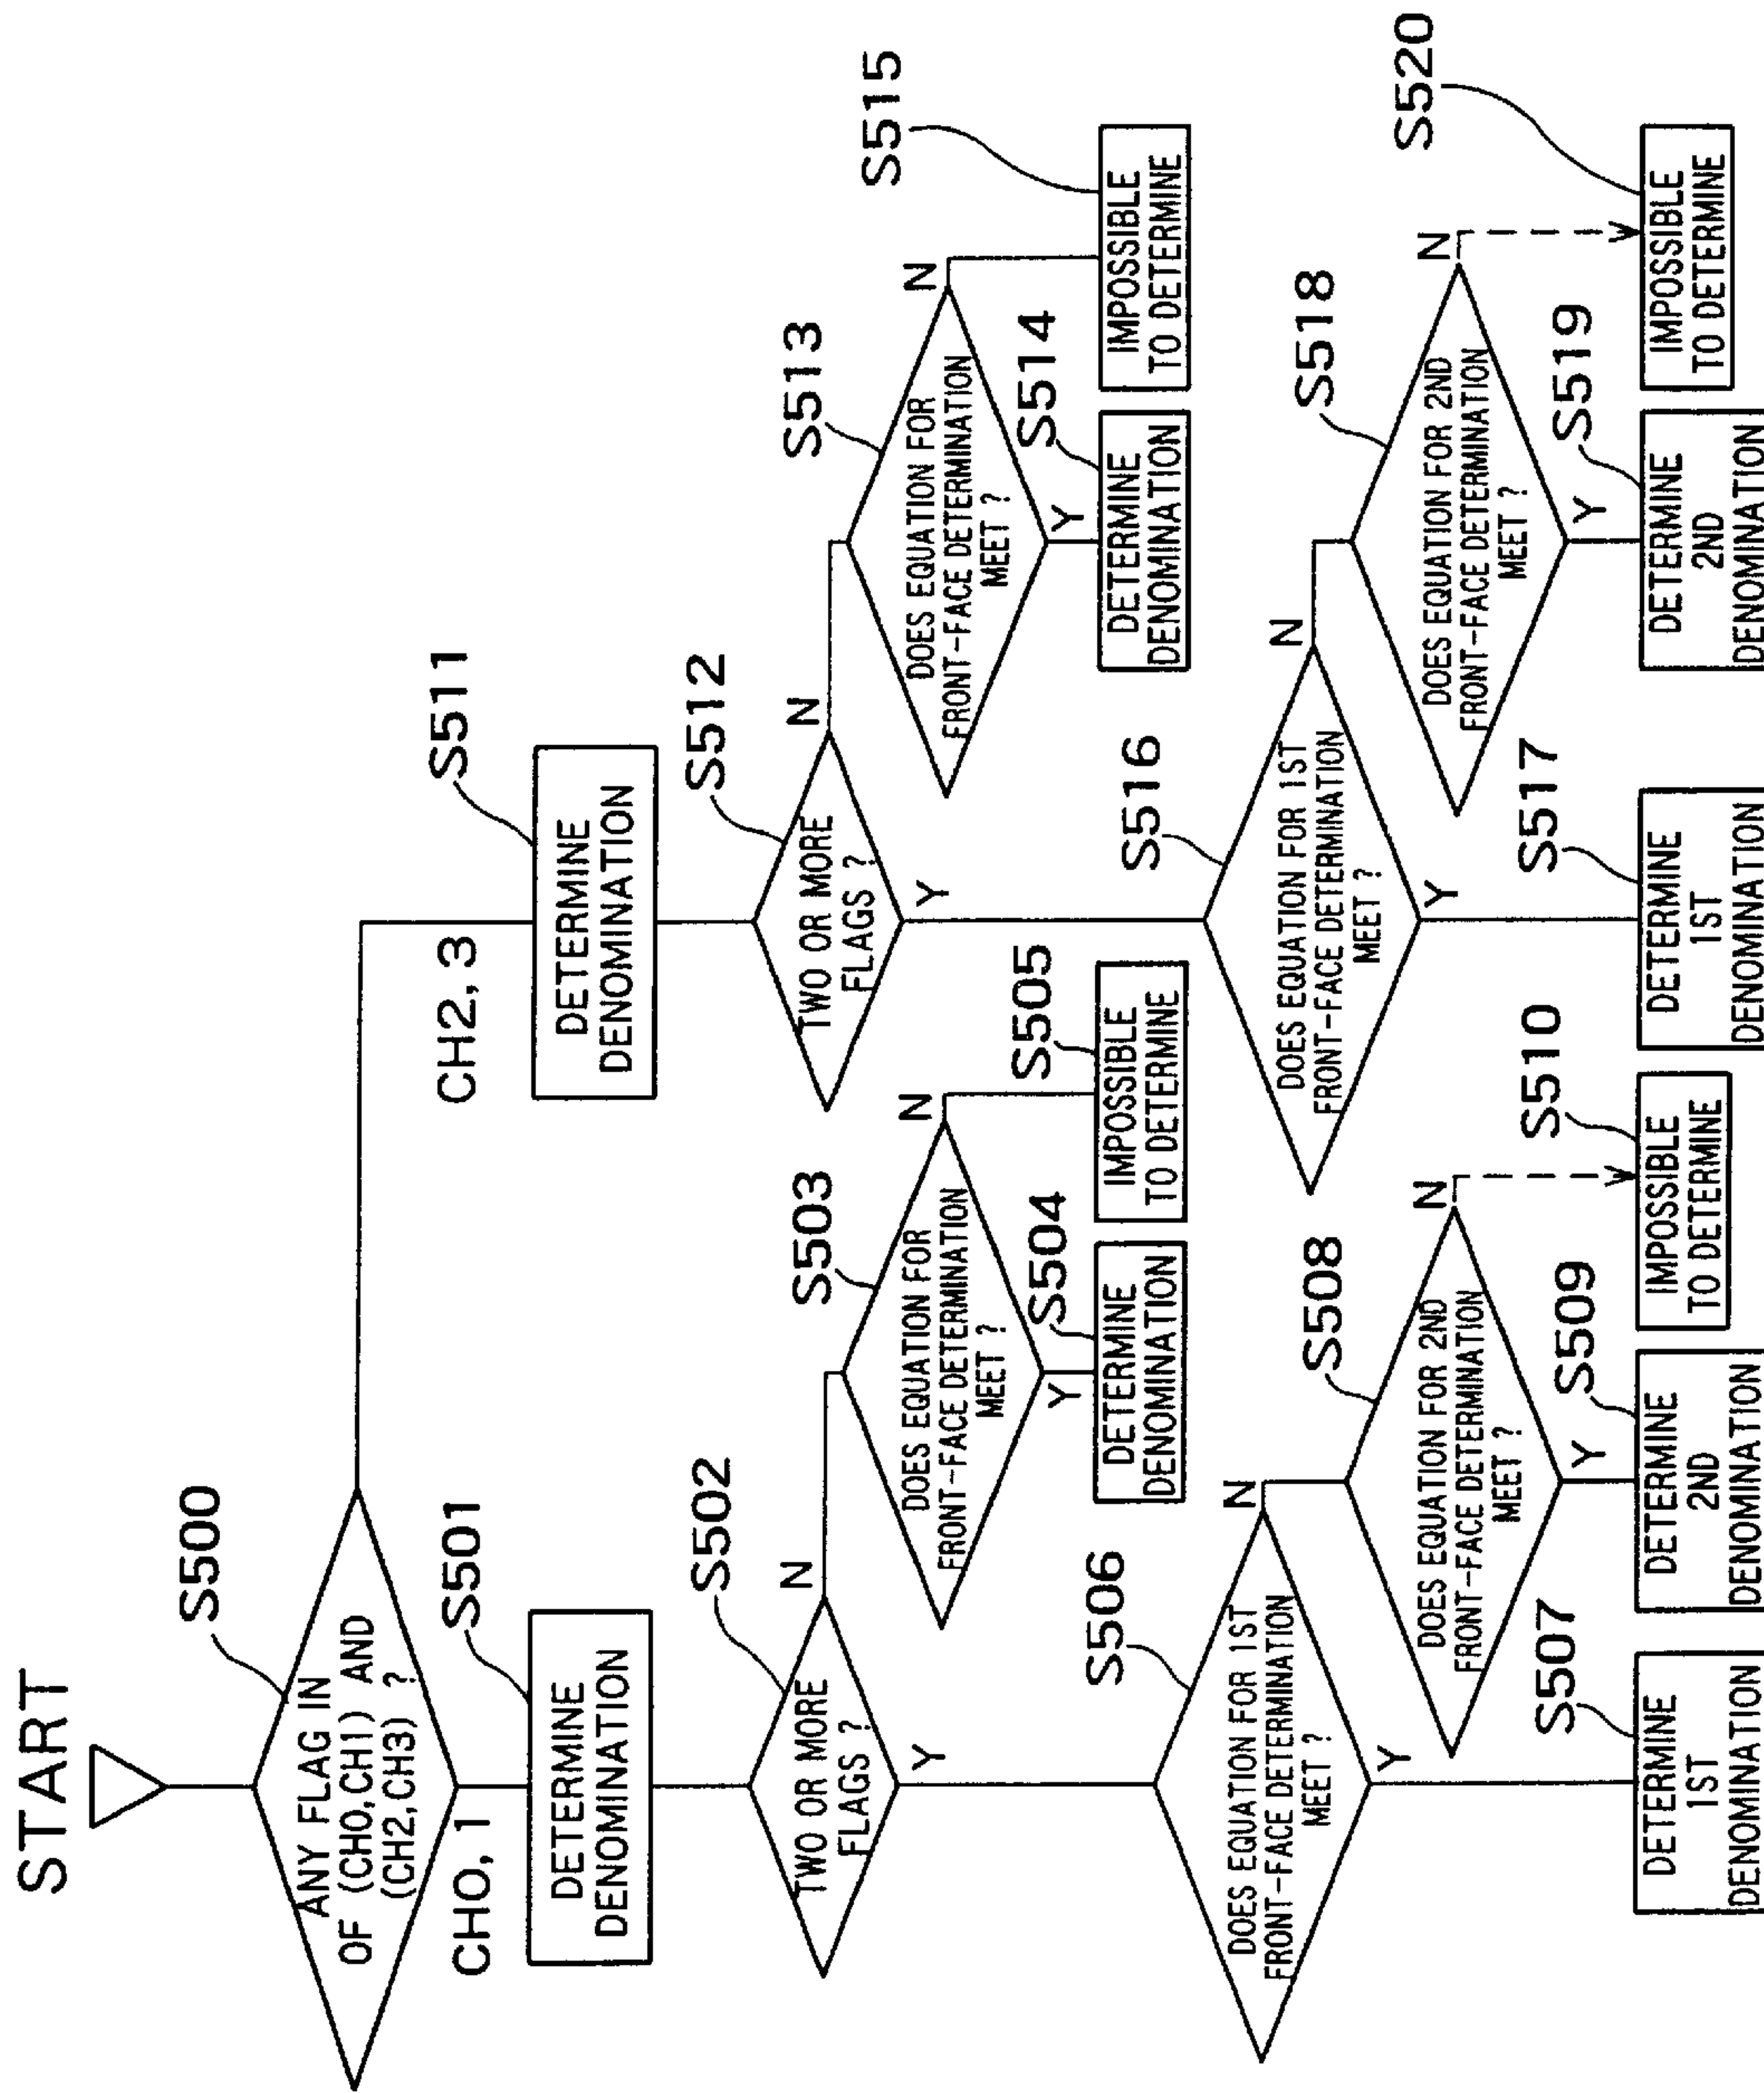 START
S500
ANY FLAG IN
OF (CH0,CH1) AND
(CH2,CH3) ?
CH0,1
S501
DETERMINE
DENOMINATION
S502
TWO OR MORE
FLAGS ?
N
Y
S503
DOES EQUATION FOR
FRONT-FACE DETERMINATION
MEET ?
N
Y
S504
DETERMINE
DENOMINATION
S505
IMPOSSIBLE
TO DETERMINE
S506
DOES EQUATION FOR 1ST
FRONT-FACE DETERMINATION
MEET ?
N
Y
S507
DETERMINE
1ST
DENOMINATION
S508
DOES EQUATION FOR 2ND
FRONT-FACE DETERMINATION
MEET ?
N
Y
S509
DETERMINE
2ND
DENOMINATION
S510
IMPOSSIBLE
TO DETERMINE
CH2,3
S511
DETERMINE
DENOMINATION
S512
TWO OR MORE
FLAGS ?
N
Y
S513
DOES EQUATION FOR
FRONT-FACE DETERMINATION
MEET ?
N
Y
S514
DETERMINE
DENOMINATION
S515
IMPOSSIBLE
TO DETERMINE
S516
DOES EQUATION FOR 1ST
FRONT-FACE DETERMINATION
MEET ?
N
Y
S517
DETERMINE
1ST
DENOMINATION
S518
DOES EQUATION FOR 2ND
FRONT-FACE DETERMINATION
MEET ?
N
Y
S519
DETERMINE
2ND
DENOMINATION
S520
IMPOSSIBLE
TO DETERMINE